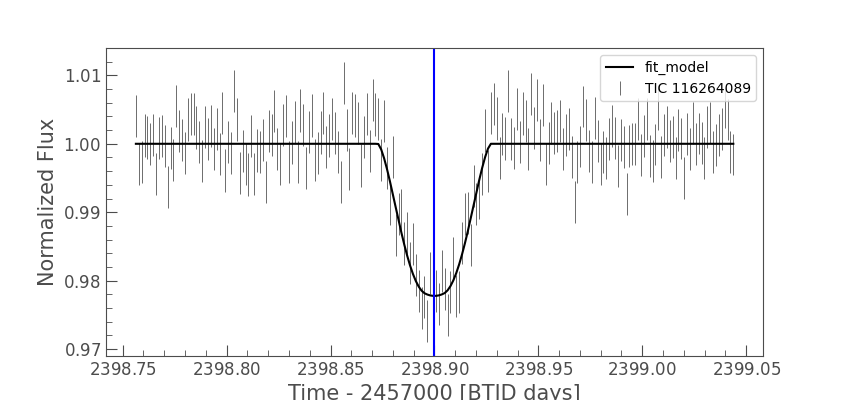 fit_model
TIC 116264089
1.01
1.00
0.99
0.98
0.97
Normalized Flux
2398.75 2398.80 2398.85 2398.90 2398.95 2399.00 2399.05
Time - 2457000 [BTJD days]